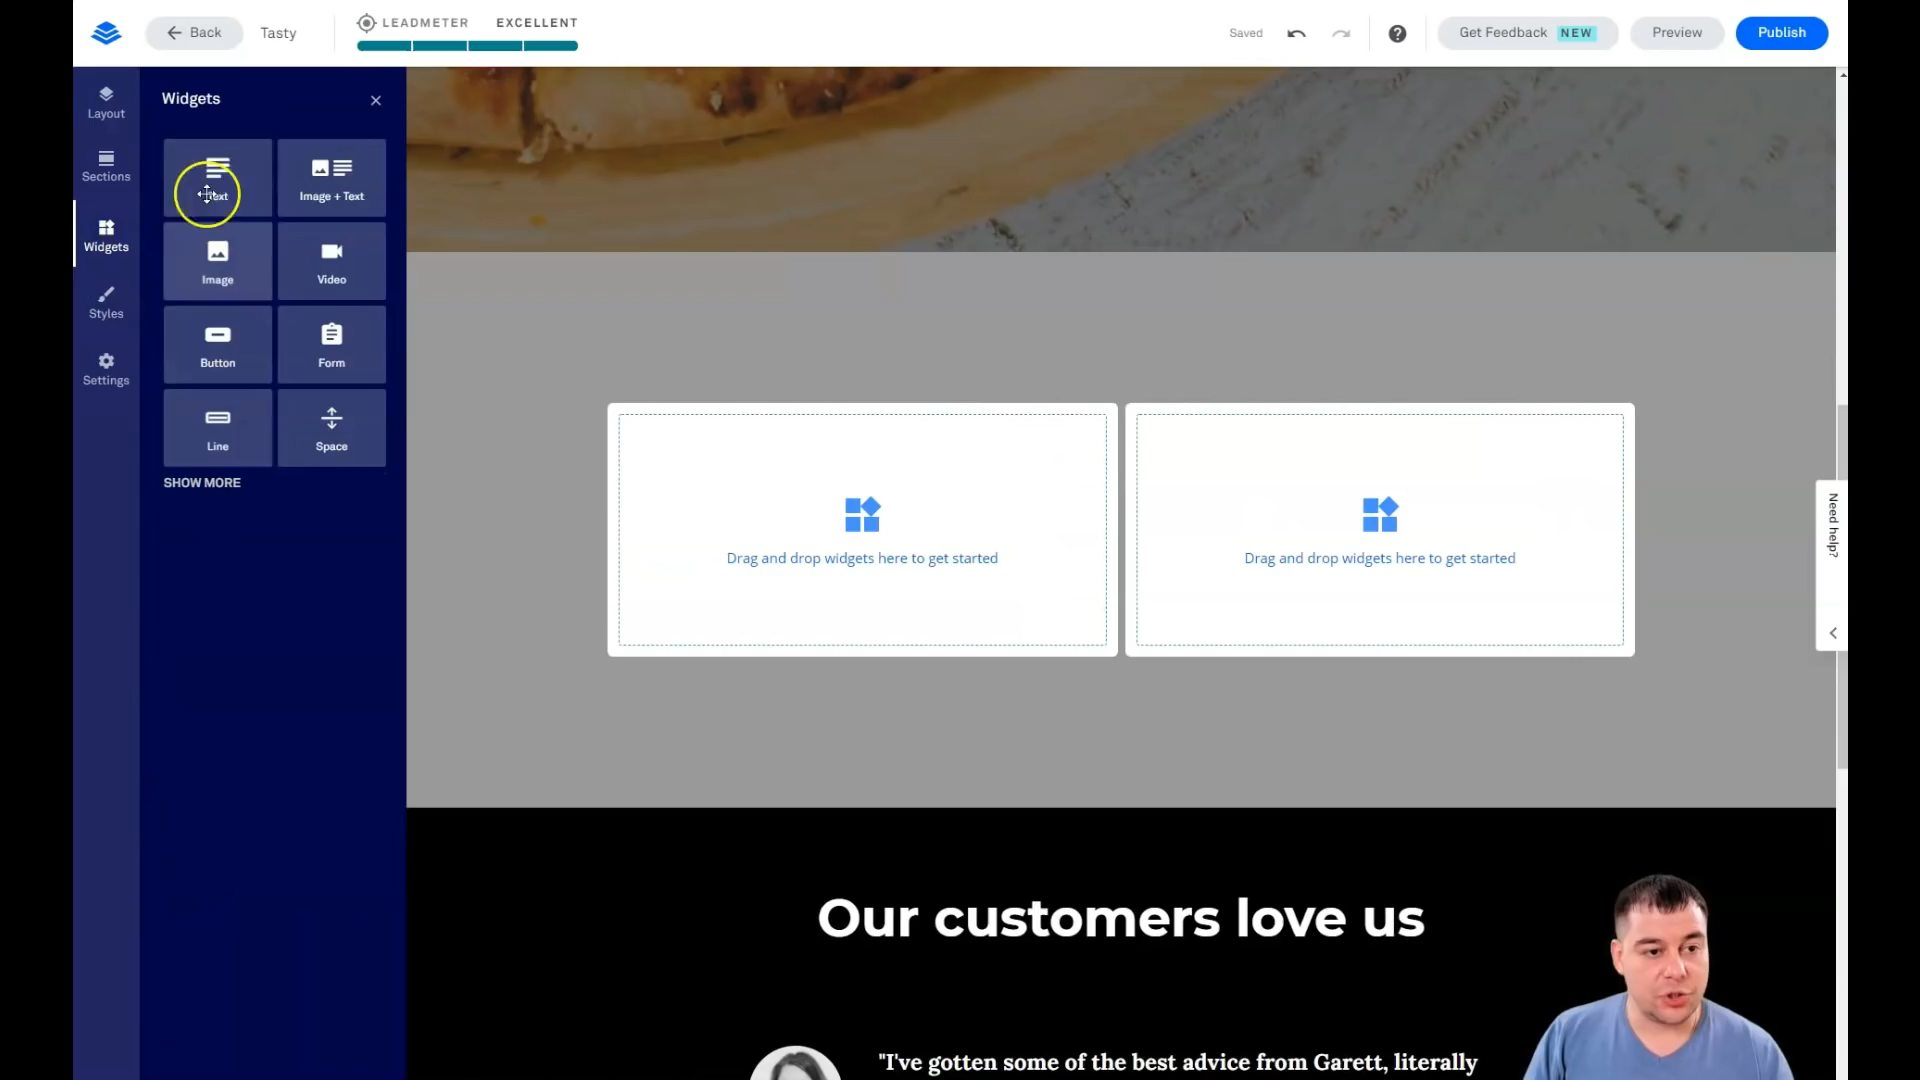 Back
Tasty
LEADMETER
EXCELLENT
Saved
Get Feedback NEW
Preview
Publish
Layout
Sections
Widgets
Styles
Settings
Widgets
Text
Image + Text
Image
Video
Button
Form
Line
Space
SHOW MORE
Drag and drop widgets here to get started
Drag and drop widgets here to get started
Need help?
Our customers love us
"I've gotten some of the best advice from Garett, literally